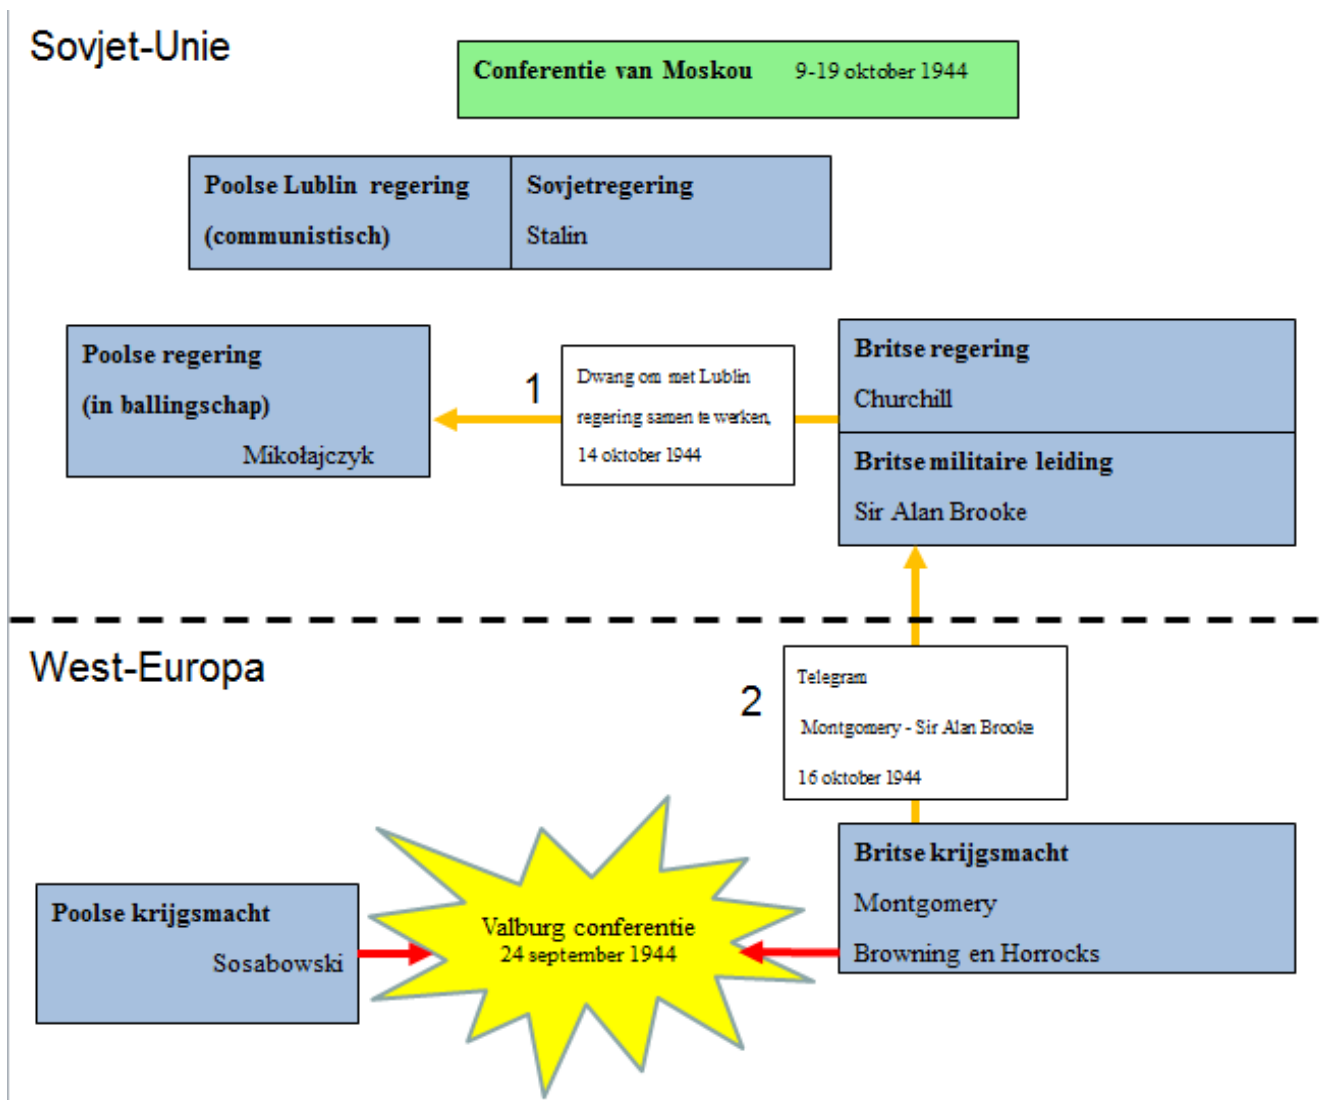 Sovjet-Unie
Conferentie van Moskou 9-19 oktober 1944
Poolse Lublin regering
(communistisch)
Sovjetregering
Stalin
Poolse regering
(in ballingschap)
Mikołajczyk
1
Dwang om met Lublin
regering samen te werken,
14 oktober 1944
Britse regering
Churchill
Britse militaire leiding
Sir Alan Brooke
West-Europa
2
Telegram
Montgomery - Sir Alan Brooke
16 oktober 1944
Poolse krijgsmacht
Sosabowski
Valburg conferentie
24 september 1944
Britse krijgsmacht
Montgomery
Browning en Horrocks